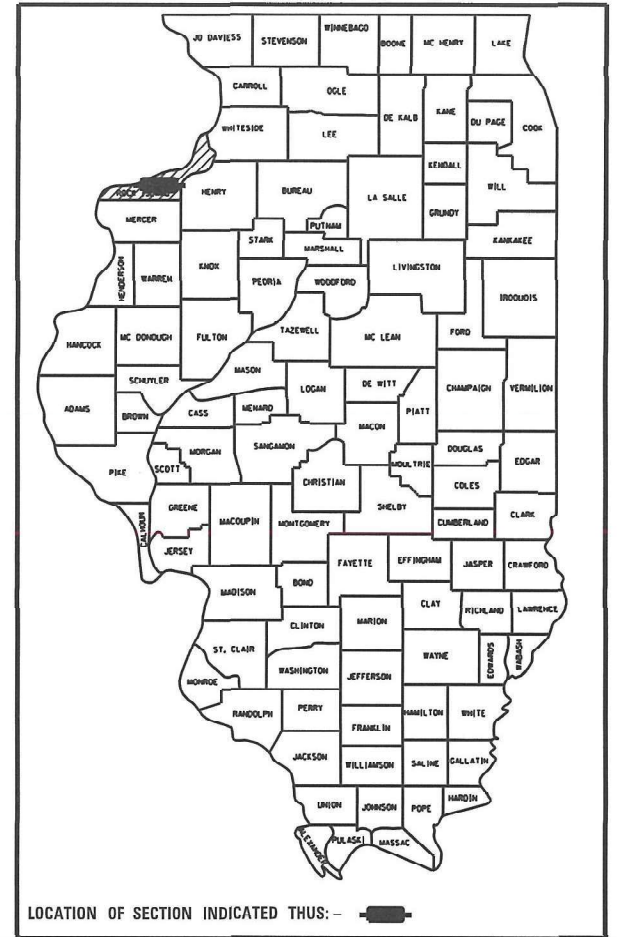 JO DAVIESS
STEVENSON
WINNEBAGO
BOONE
MC HENRY
LAKE
CARROLL
OGLE
WHITESIDE
LEE
DE KALB
KANE
DU PAGE
COOK
KENDALL
WILL
ROCK
HENRY
BUREAU
LA SALLE
GRUNDY
MERCER
PUTNAM
STARK
MARSHALL
KANKAKEE
HENDERSON
WARREN
KNOX
PEORIA
WOODFORD
LIVINGSTON
IROQUOIS
HANCOCK
MC DONOUGH
FULTON
TAZEWELL
MC LEAN
FORD
SCHUYLER
MASON
LOGAN
DE WITT
CHAMPAIGN
VERMILION
ADAMS
BROWN
CASS
MENARD
PIATT
MACON
MORGAN
SANGAMON
DOUGLAS
EDGAR
PIKE
SCOTT
CHRISTIAN
MOULTRIE
COLES
SHELBY
CALHOUN
GREENE
MACOUPIN
MONTGOMERY
CUMBERLAND
CLARK
JERSEY
FAYETTE
EFFINGHAM
JASPER
CRAWFORD
MADISON
BOND
CLAY
RICHLAND
LAWRENCE
CLINTON
MARION
ST. CLAIR
WAYNE
EDWARDS
WABASH
WASHINGTON
JEFFERSON
MONROE
RANDOLPH
PERRY
HAMILTON
WHITE
FRANKLIN
JACKSON
WILLIAMSON
SALINE
GALLATIN
UNION
JOHNSON
POPE
HARDIN
ALEXANDER
PULASKI
MASSAC
LOCATION OF SECTION INDICATED THUS: –